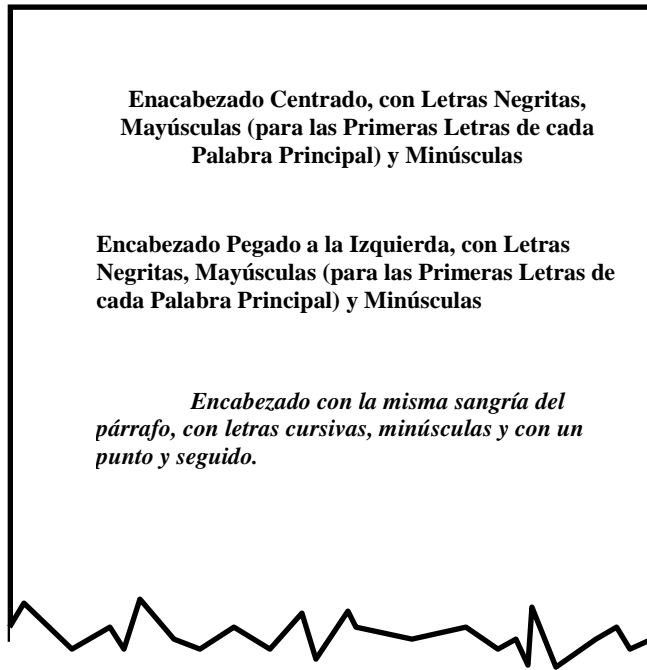 Enacabezado Centrado, con Letras Negritas,
Mayúsculas (para las Primeras Letras de cada
Palabra Principal) y Minúsculas
Encabezado Pegado a la Izquierda, con Letras
Negritas, Mayúsculas (para las Primeras Letras de
cada Palabra Principal) y Minúsculas
Encabezado con la misma sangría del
párrafo, con letras cursivas, minúsculas y con un
punto y seguido.